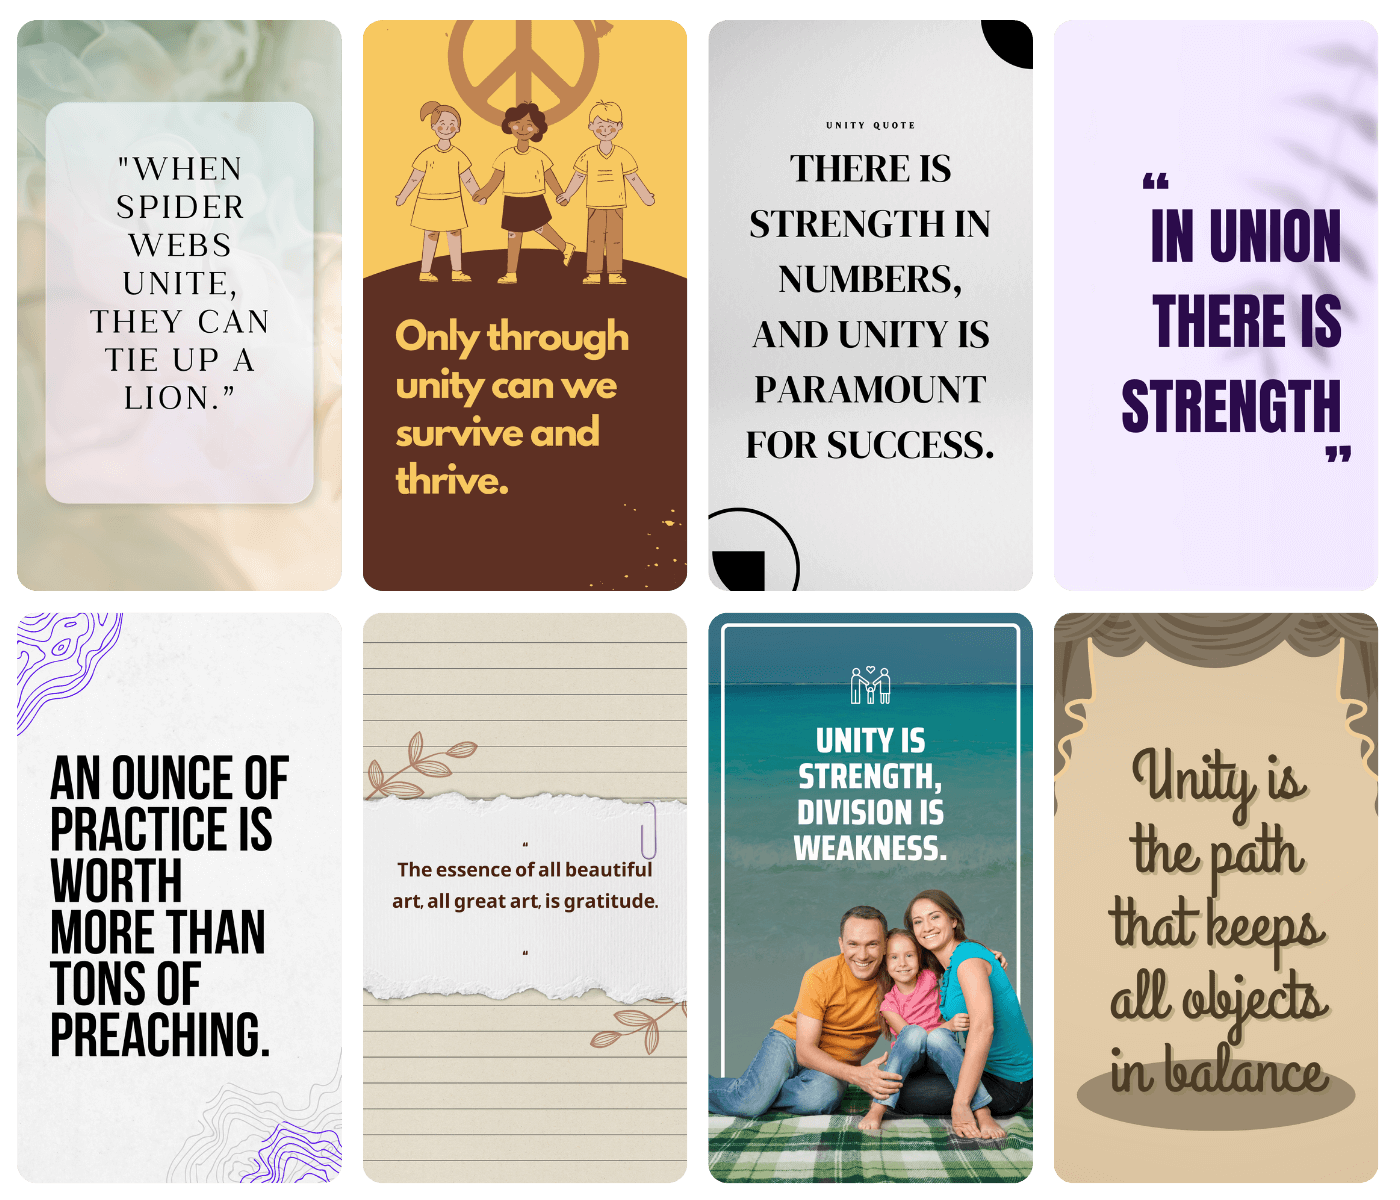 "WHEN
SPIDER
WEBS
UNITE,
THEY CAN
TIE UP A
LION.”
Only through
unity can we
survive and
thrive.
UNITY QUOTE
THERE IS
STRENGTH IN
NUMBERS,
AND UNITY IS
PARAMOUNT
FOR SUCCESS.
“
IN UNION
THERE IS
STRENGTH
”
AN OUNCE OF
PRACTICE IS
WORTH
MORE THAN
TONS OF
PREACHING.
“
The essence of all beautiful
art, all great art, is gratitude.
“
UNITY IS
STRENGTH,
DIVISION IS
WEAKNESS.
Unity is
the path
that keeps
all objects
in balance